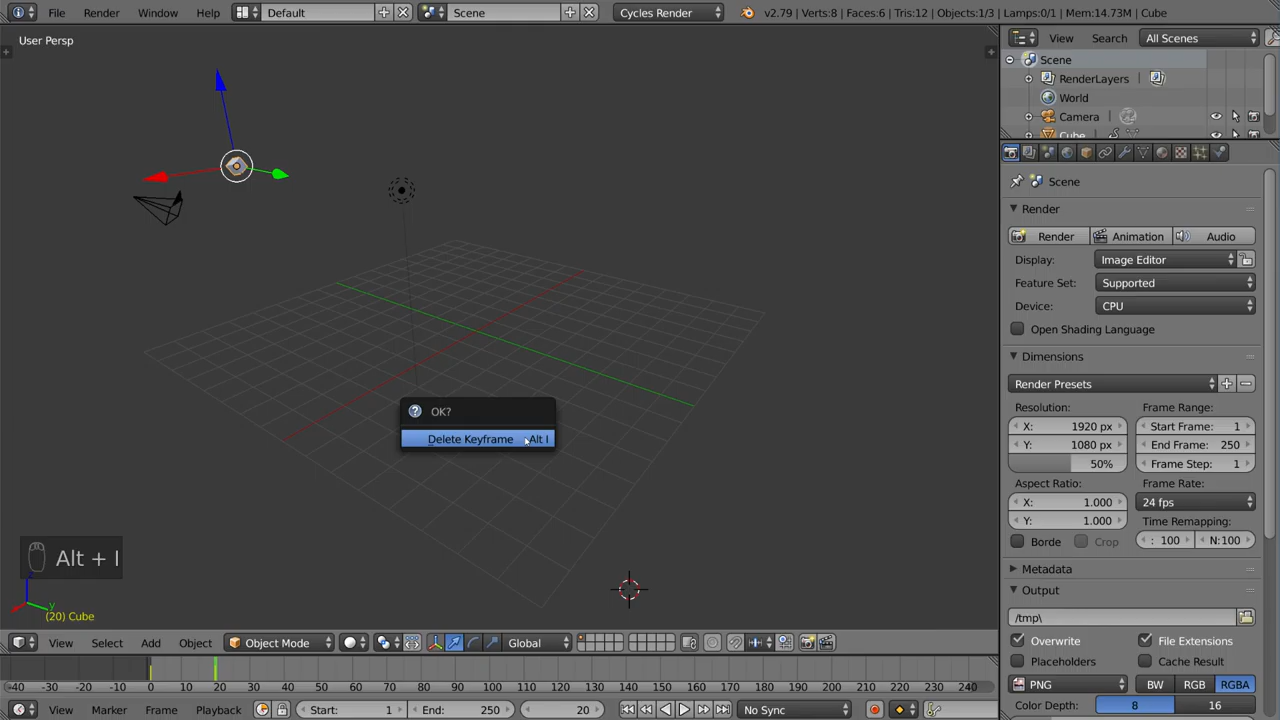 File Render Window Help Default Scene Cycles Render v2.79 | Verts:8 | Faces:6 | Tris:12 | Objects:1/3 | Lamps:0/1 | Mem:14.73M | Cube
User Persp
View Search All Scenes
Scene
RenderLayers |
World
Camera
Cube
Scene
Render
Render Animation Audio
Display: Image Editor
Feature Set: Supported
Device: CPU
Open Shading Language
Dimensions
Render Presets
Resolution: Frame Range:
X: 1920 px Start Frame: 1
Y: 1080 px End Frame: 250
50% Frame Step: 1
Aspect Ratio: Frame Rate:
X: 1.000 24 fps
Y: 1.000 Time Remapping:
Borde Crop : 100 N:100
Metadata
Output
/tmp\
Overwrite File Extensions
Placeholders Cache Result
PNG BW RGB RGBA
Color Depth: 8 16
OK?
Delete Keyframe Alt I
Alt + I
z
y
(20) Cube
View Select Add Object Object Mode Global
-40 -30 -20 -10 0 10 20 30 40 50 60 70 80 90 100 110 120 130 140 150 160 170 180 190 200 210 220 230 240
View Marker Frame Playback Start: 1 End: 250 20 No Sync